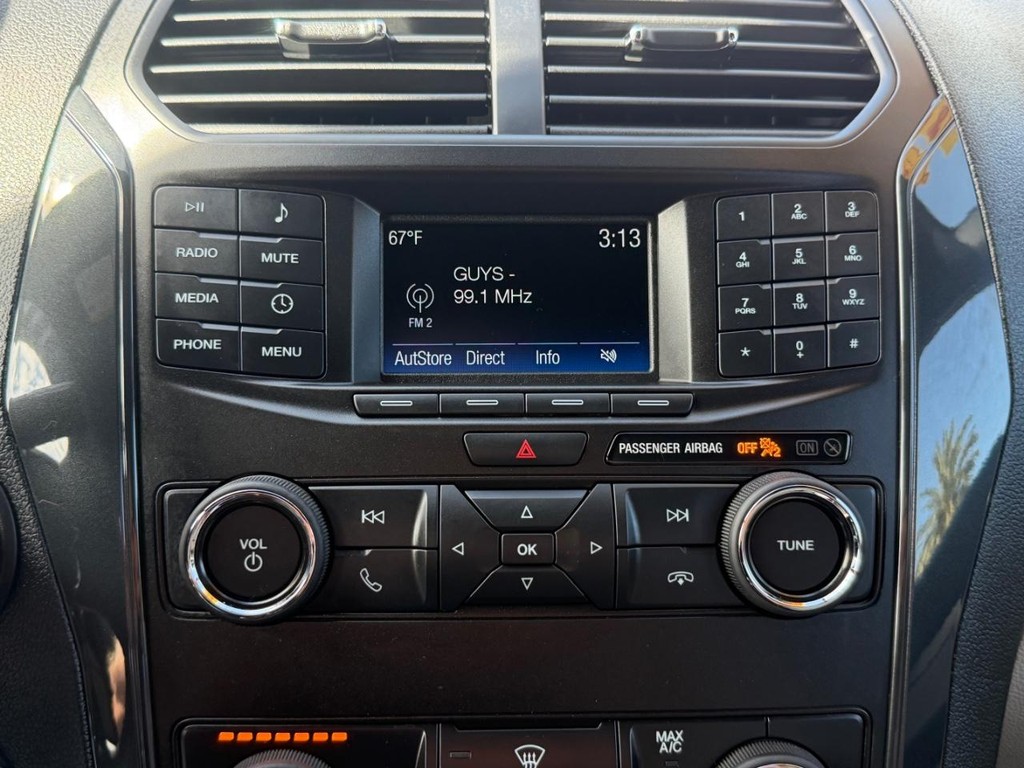 RADIO
MUTE
MEDIA
PHONE
MENU
67°F 3:13
GUYS -
99.1 MHz
FM 2
AutStore Direct Info
1 2 ABC 3 DEF
4 GHI 5 JKL 6 MNO
7 PQRS 8 TUV 9 WXYZ
* 0 + #
PASSENGER AIRBAG OFF 2 ON
VOL
OK
TUNE
MAX
A/C